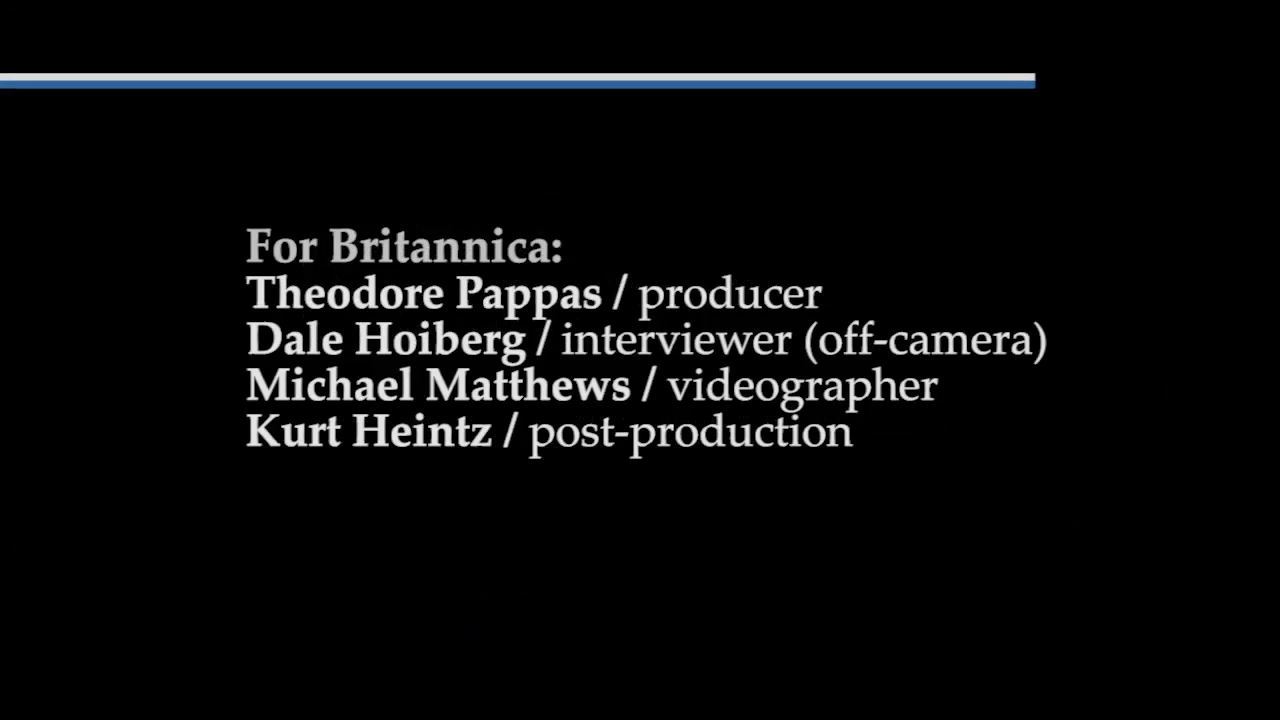 For Britannica:
Theodore Pappas / producer
Dale Hoiberg / interviewer (off-camera)
Michael Matthews / videographer
Kurt Heintz / post-production